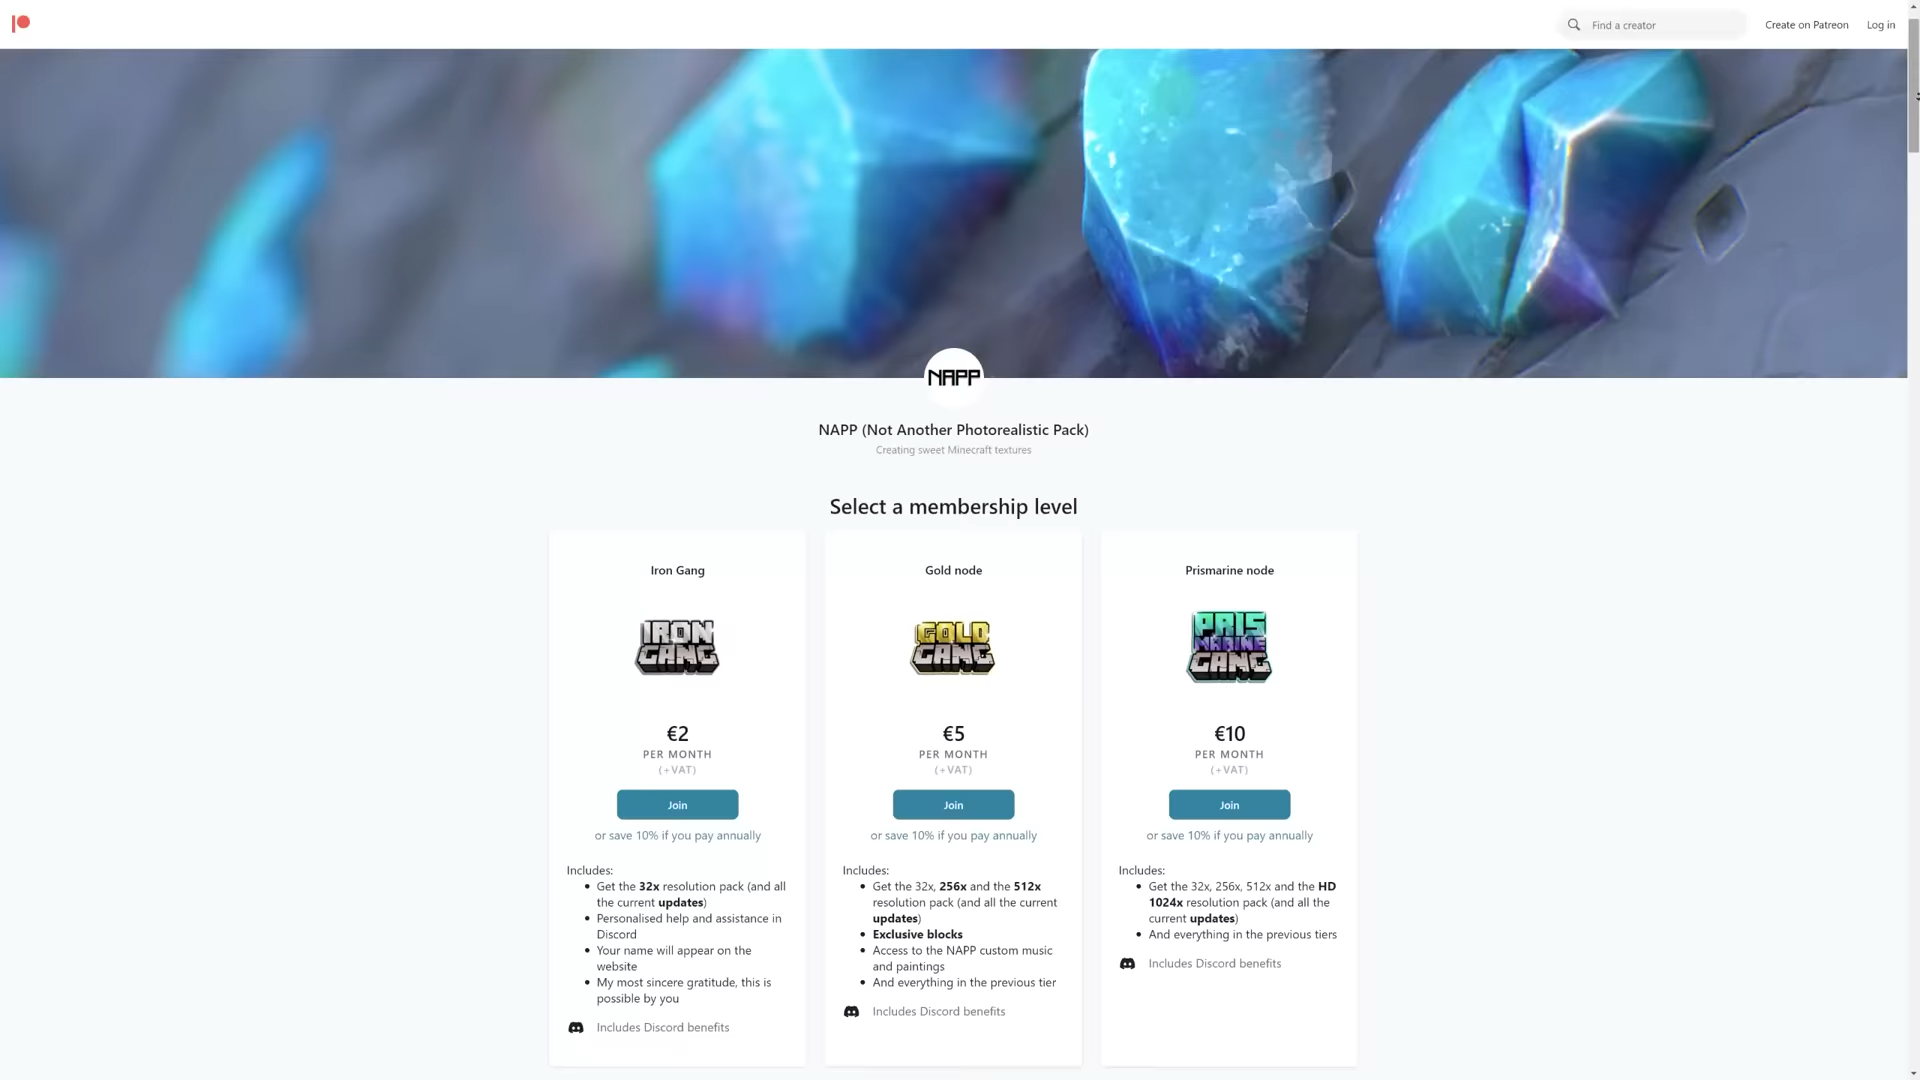 Find a creator
Create on Patreon
Log in
NAPP
NAPP (Not Another Photorealistic Pack)
Creating sweet Minecraft textures
Select a membership level
Iron Gang
IRON
GANG
€2
PER MONTH
(+VAT)
Join
or save 10% if you pay annually
Includes:
Get the 32x resolution pack (and all
the current updates)
Personalised help and assistance in
Discord
Your name will appear on the
website
My most sincere gratitude, this is
possible by you
Includes Discord benefits
Gold node
GOLD
GANG
€5
PER MONTH
(+VAT)
Join
or save 10% if you pay annually
Includes:
Get the 32x, 256x and the 512x
resolution pack (and all the current
updates)
Exclusive blocks
Access to the NAPP custom music
and paintings
And everything in the previous tier
Includes Discord benefits
Prismarine node
PRIS
MARINE
GANG
€10
PER MONTH
(+VAT)
Join
or save 10% if you pay annually
Includes:
Get the 32x, 256x, 512x and the HD
1024x resolution pack (and all the
current updates)
And everything in the previous tiers
Includes Discord benefits